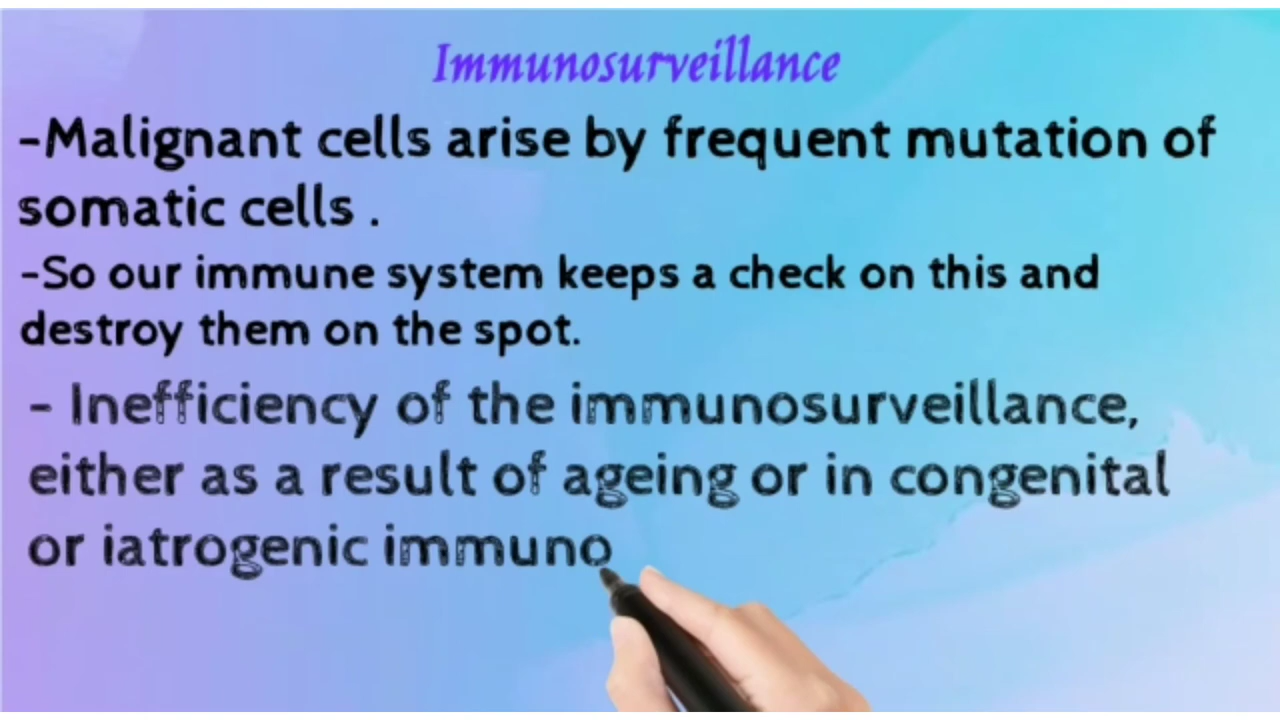 Immunosurveillance
-Malignant cells arise by frequent mutation of
somatic cells .
-So our immune system keeps a check on this and
destroy them on the spot.
- Inefficiency of the immunosurveillance,
either as a result of ageing or in congenital
or iatrogenic immuno